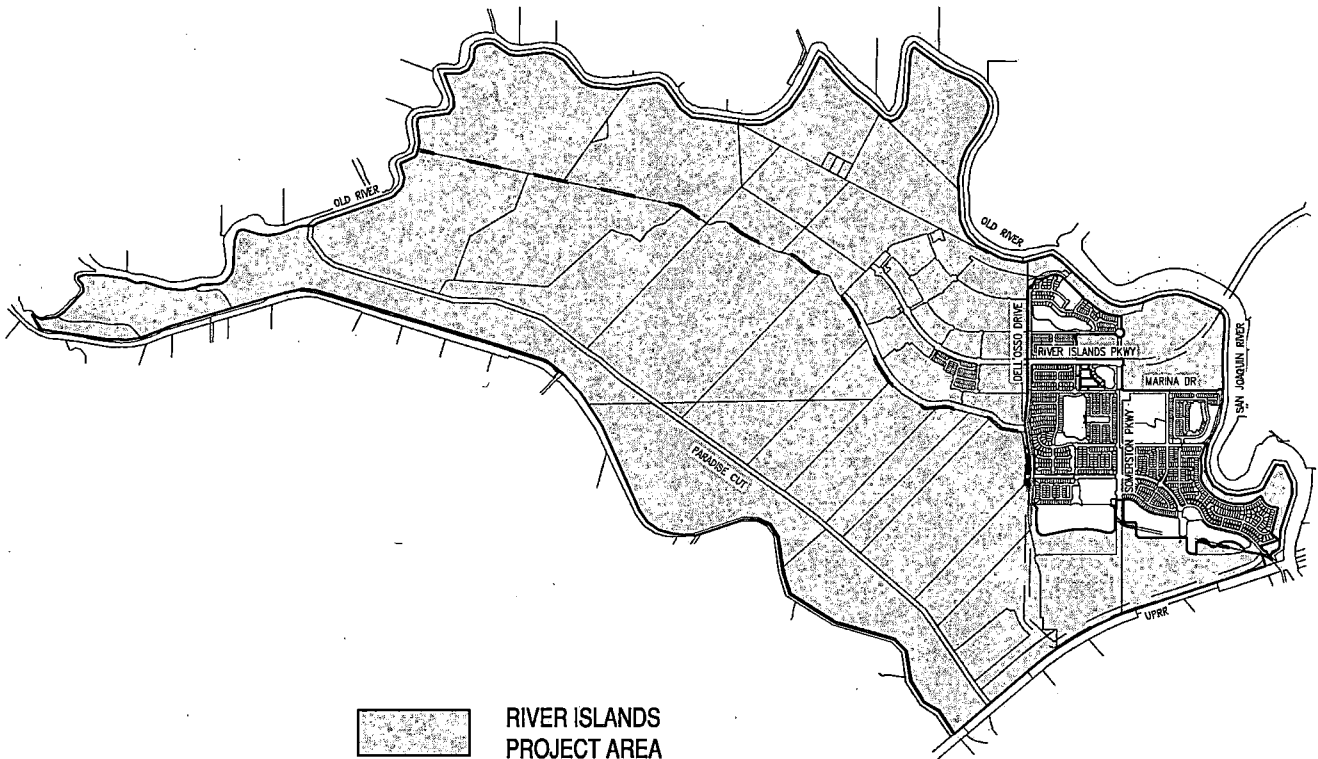 OLD RIVER
OLD RIVER
DELL'OSSO DRIVE
RIVER ISLANDS PKWY
MARINA DR
SAN JOAQUIN RIVER
SOMERSTON PKWY
PARADISE CUT
UPRR
RIVER ISLANDS
PROJECT AREA